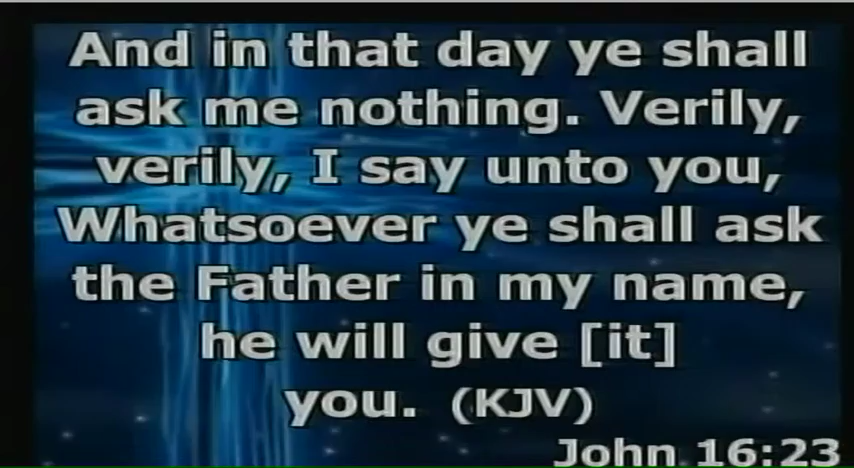 And in that day ye shall
ask me nothing. Verily,
verily, I say unto you,
Whatsoever ye shall ask
the Father in my name,
he will give [it]
you. (KJV)
John 16:23